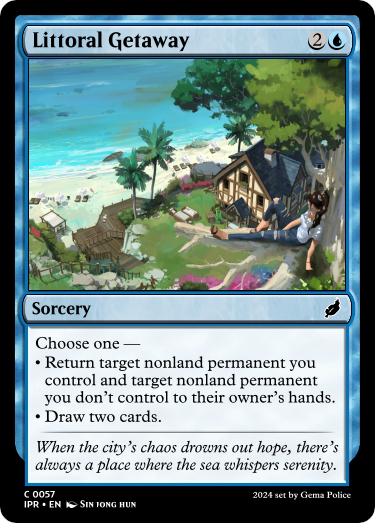 Littoral Getaway 2
Sorcery
Choose one —
• Return target nonland permanent you
control and target nonland permanent
you don't control to their owner's hands.
• Draw two cards.
When the city's chaos drowns out hope, there's
always a place where the sea whispers serenity.
C 0057
IPR • EN Sin jong hun
2024 set by Gema Police